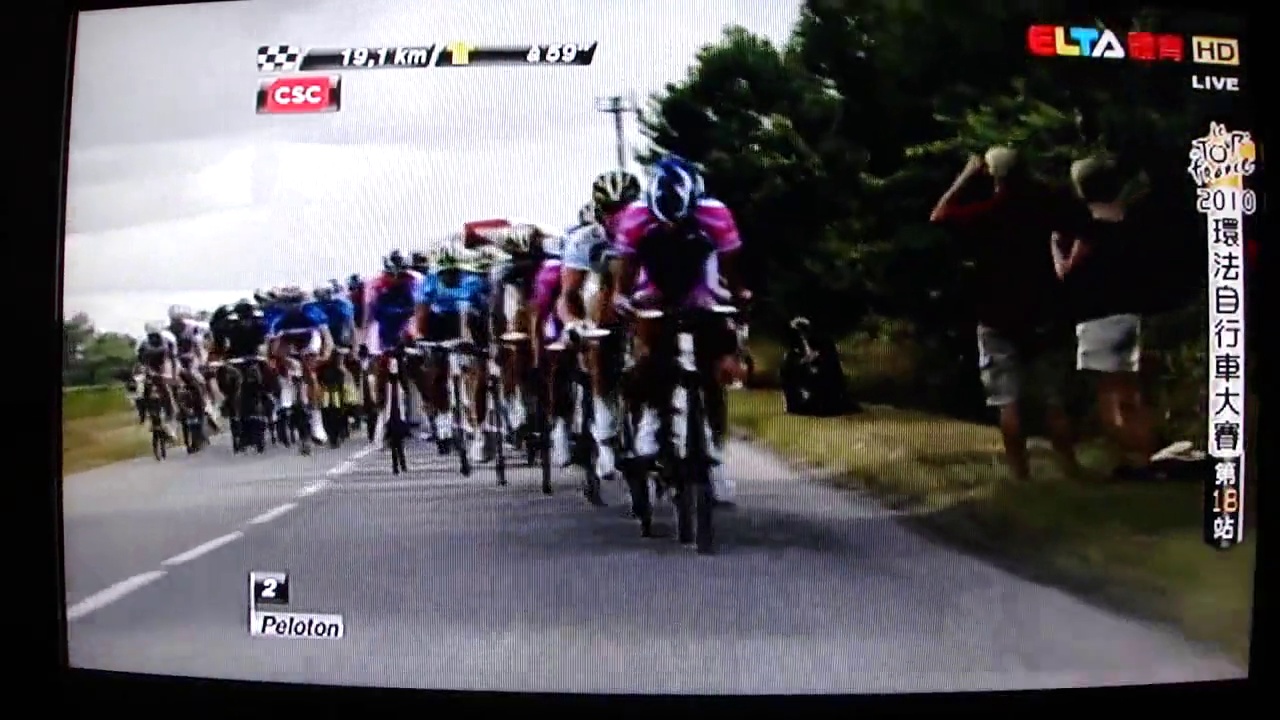 19,1 km à 59"
CSC
ELTA 體育 HD
LIVE
le
TOUR
de
france
2010
環法自行車大賽
第18站
2
Peloton